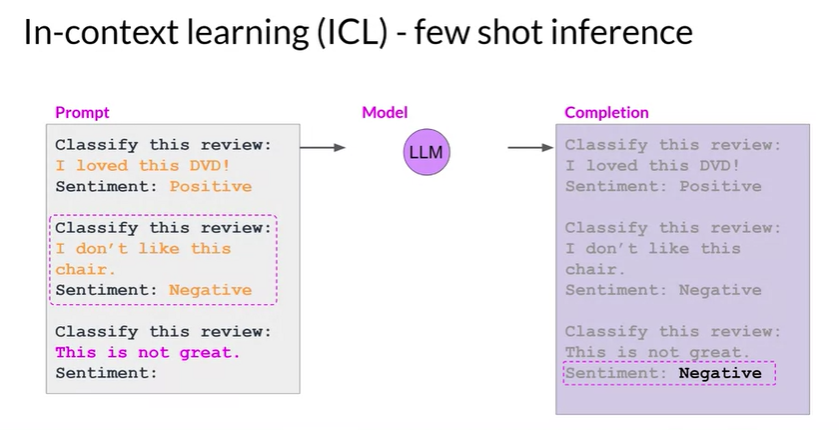 In-context learning (ICL) - few shot inference
Prompt
Classify this review:
I loved this DVD!
Sentiment: Positive
Classify this review:
I don't like this
chair.
Sentiment: Negative
Classify this review:
This is not great.
Sentiment:
Model
LLM
Completion
Classify this review:
I loved this DVD!
Sentiment: Positive
Classify this review:
I don't like this
chair.
Sentiment: Negative
Classify this review:
This is not great.
Sentiment: Negative